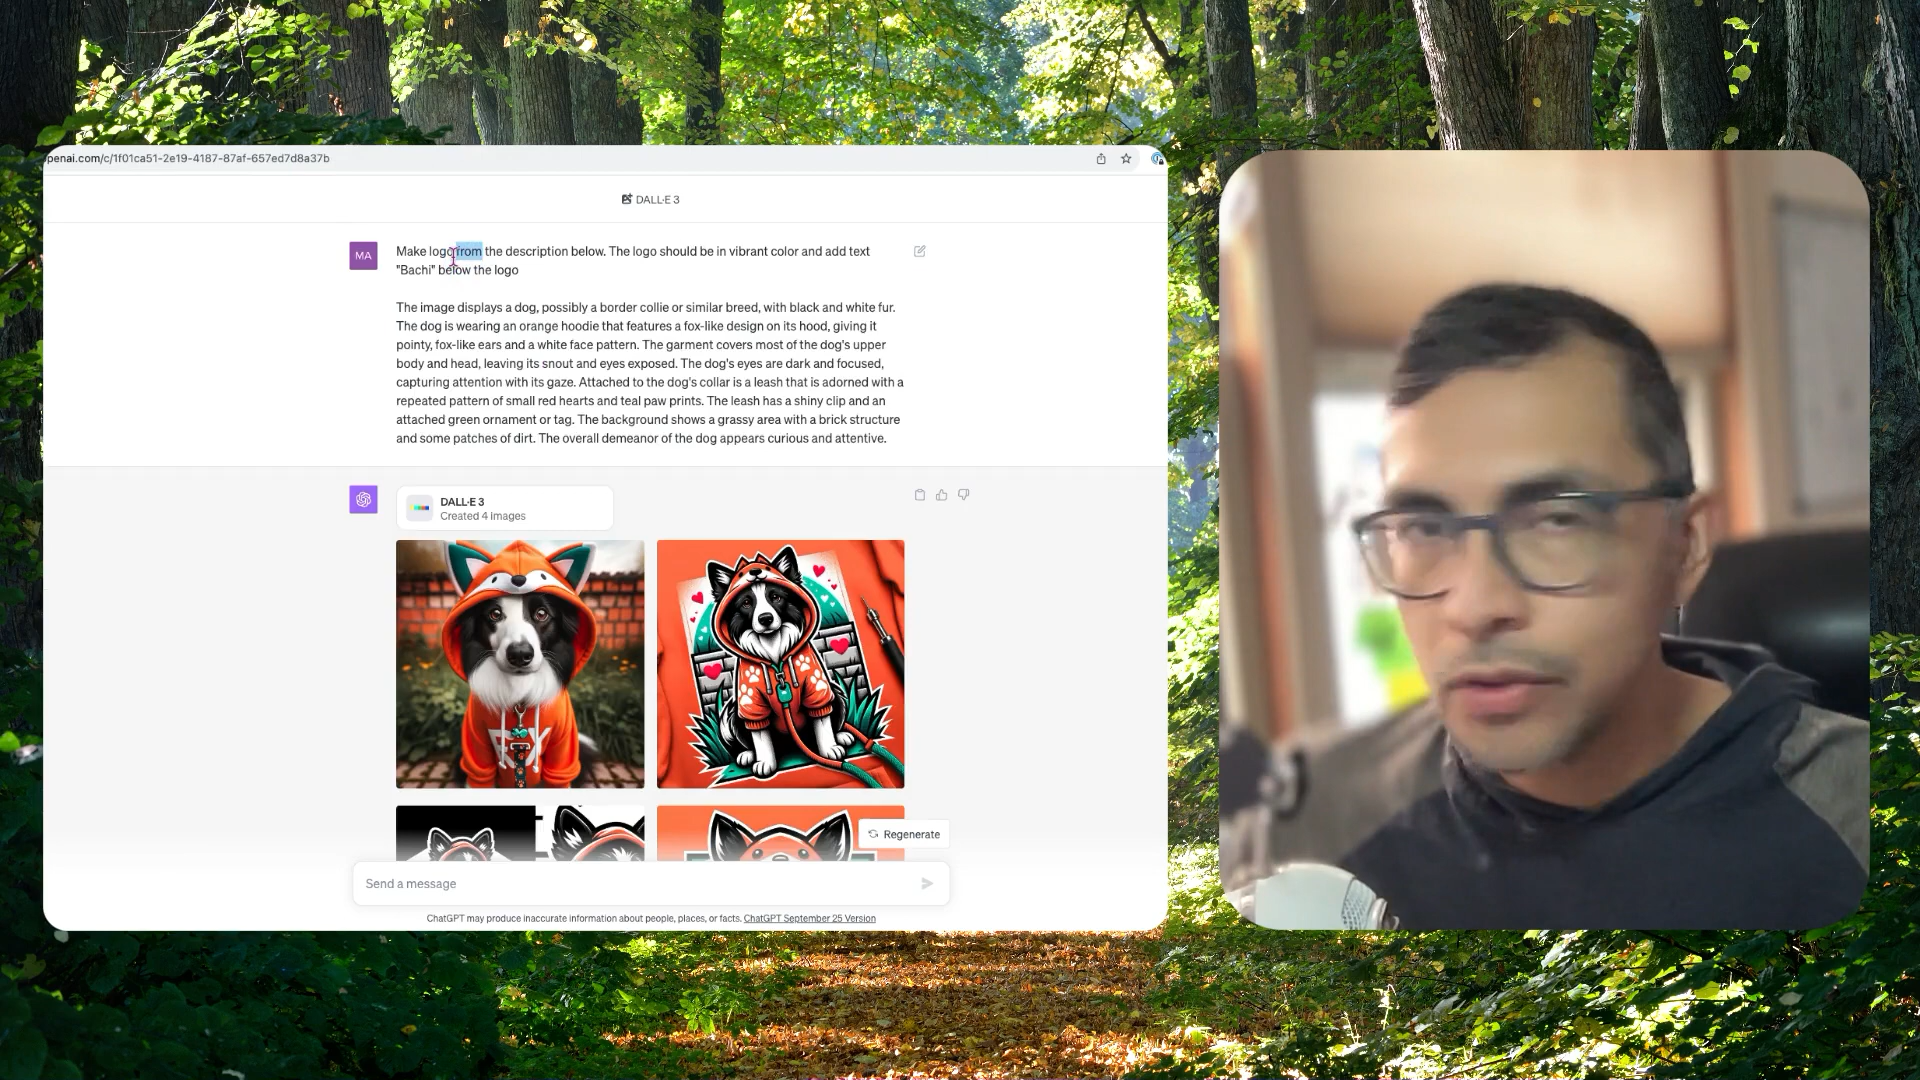 penai.com/c/1f01ca51-2e19-4187-87af-657ed7d8a37b
DALL·E 3
MA
Make logo from the description below. The logo should be in vibrant color and add text
"Bachi" below the logo
The image displays a dog, possibly a border collie or similar breed, with black and white fur.
The dog is wearing an orange hoodie that features a fox-like design on its hood, giving it
pointy, fox-like ears and a white face pattern. The garment covers most of the dog's upper
body and head, leaving its snout and eyes exposed. The dog's eyes are dark and focused,
capturing attention with its gaze. Attached to the dog's collar is a leash that is adorned with a
repeated pattern of small red hearts and teal paw prints. The leash has a shiny clip and an
attached green ornament or tag. The background shows a grassy area with a brick structure
and some patches of dirt. The overall demeanor of the dog appears curious and attentive.
DALL·E 3
Created 4 images
Regenerate
Send a message
ChatGPT may produce inaccurate information about people, places, or facts. ChatGPT September 25 Version